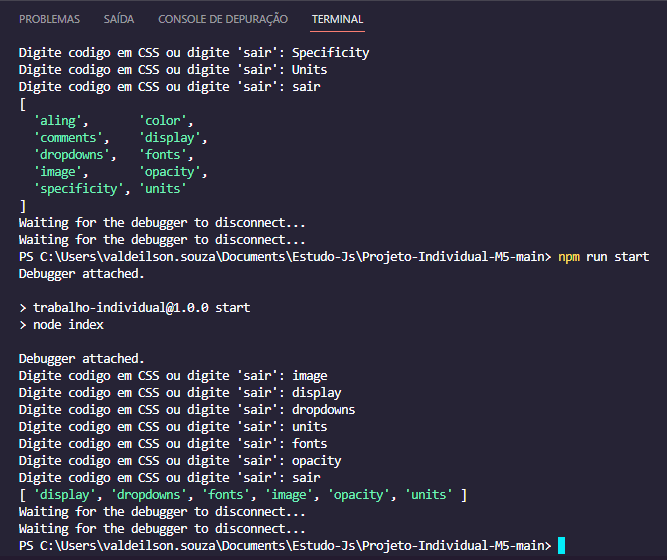 PROBLEMAS SAÍDA CONSOLE DE DEPURAÇÃO TERMINAL
Digite codigo em CSS ou digite 'sair': Specificity
Digite codigo em CSS ou digite 'sair': Units
Digite codigo em CSS ou digite 'sair': sair
[
  'aling',       'color',
  'comments',    'display',
  'dropdowns',   'fonts',
  'image',       'opacity',
  'specificity', 'units'
]
Waiting for the debugger to disconnect...
Waiting for the debugger to disconnect...
PS C:\Users\valdeilson.souza\Documents\Estudo-Js\Projeto-Individual-M5-main> npm run start
Debugger attached.
> trabalho-individual@1.0.0 start
> node index
Debugger attached.
Digite codigo em CSS ou digite 'sair': image
Digite codigo em CSS ou digite 'sair': display
Digite codigo em CSS ou digite 'sair': dropdowns
Digite codigo em CSS ou digite 'sair': units
Digite codigo em CSS ou digite 'sair': fonts
Digite codigo em CSS ou digite 'sair': opacity
Digite codigo em CSS ou digite 'sair': sair
[ 'display', 'dropdowns', 'fonts', 'image', 'opacity', 'units' ]
Waiting for the debugger to disconnect...
Waiting for the debugger to disconnect...
PS C:\Users\valdeilson.souza\Documents\Estudo-Js\Projeto-Individual-M5-main>